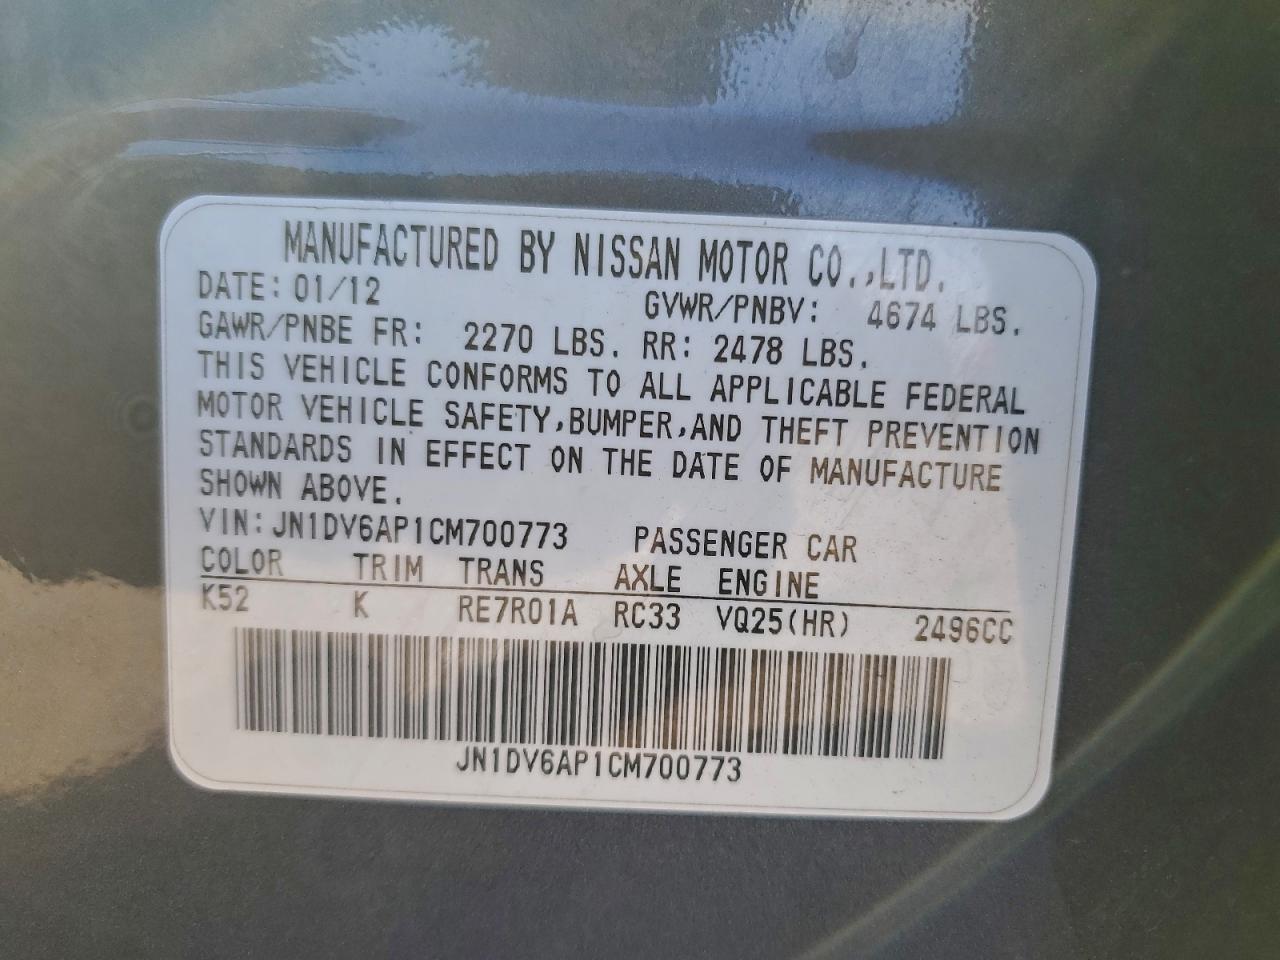 MANUFACTURED BY NISSAN MOTOR CO.,LTD.
DATE: 01/12 GVWR/PNBV: 4674 LBS.
GAWR/PNBE FR: 2270 LBS. RR: 2478 LBS.
THIS VEHICLE CONFORMS TO ALL APPLICABLE FEDERAL
MOTOR VEHICLE SAFETY,BUMPER,AND THEFT PREVENTION
STANDARDS IN EFFECT ON THE DATE OF MANUFACTURE
SHOWN ABOVE.
VIN: JN1DV6AP1CM700773 PASSENGER CAR
COLOR TRIM TRANS AXLE ENGINE
K52 K RE7R01A RC33 VQ25(HR) 2496CC
JN1DV6AP1CM700773